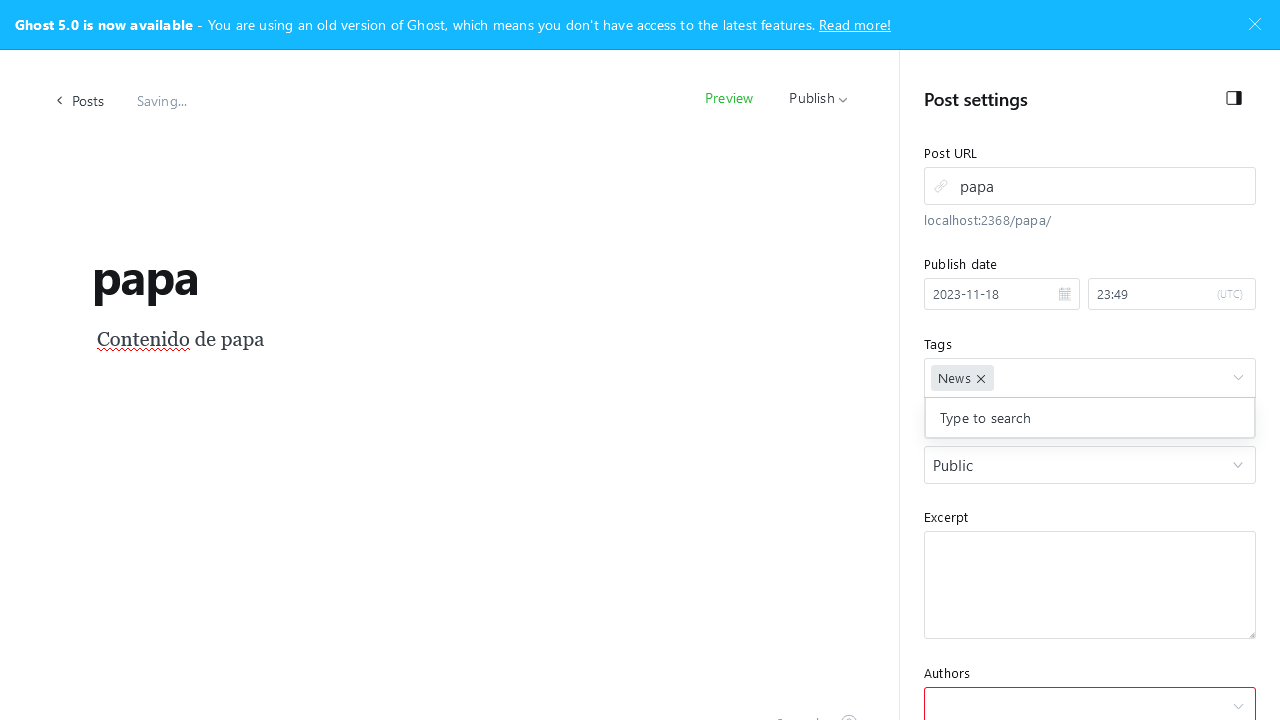 Ghost 5.0 is now available - You are using an old version of Ghost, which means you don't have access to the latest features. Read more!
Posts
Saving...
Preview
Publish
papa
Contenido de papa
Post settings
Post URL
papa
localhost:2368/papa/
Publish date
2023-11-18
23:49
(UTC)
Tags
News
Type to search
Public
Excerpt
Authors